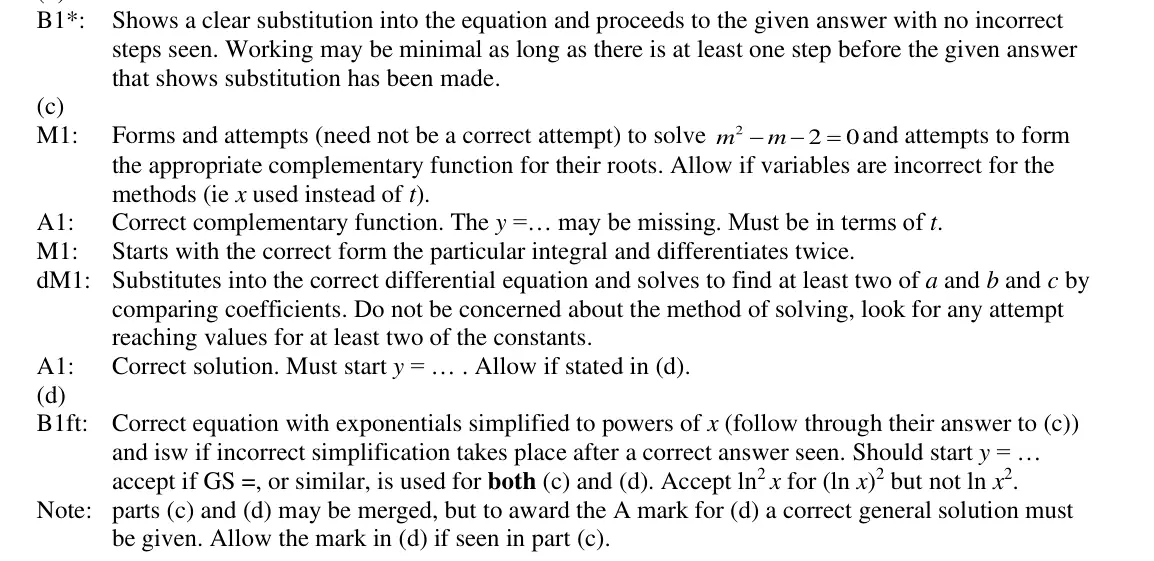 B1*: Shows a clear substitution into the equation and proceeds to the given answer with no incorrect
steps seen. Working may be minimal as long as there is at least one step before the given answer
that shows substitution has been made.
(c)
M1: Forms and attempts (need not be a correct attempt) to solve m² – m – 2 = 0 and attempts to form
the appropriate complementary function for their roots. Allow if variables are incorrect for the
methods (ie x used instead of t).
A1: Correct complementary function. The y =… may be missing. Must be in terms of t.
M1: Starts with the correct form the particular integral and differentiates twice.
dM1: Substitutes into the correct differential equation and solves to find at least two of a and b and c by
comparing coefficients. Do not be concerned about the method of solving, look for any attempt
reaching values for at least two of the constants.
A1: Correct solution. Must start y = … . Allow if stated in (d).
(d)
B1ft: Correct equation with exponentials simplified to powers of x (follow through their answer to (c))
and isw if incorrect simplification takes place after a correct answer seen. Should start y = …
accept if GS =, or similar, is used for both (c) and (d). Accept ln² x for (ln x)² but not ln x².
Note: parts (c) and (d) may be merged, but to award the A mark for (d) a correct general solution must
be given. Allow the mark in (d) if seen in part (c).